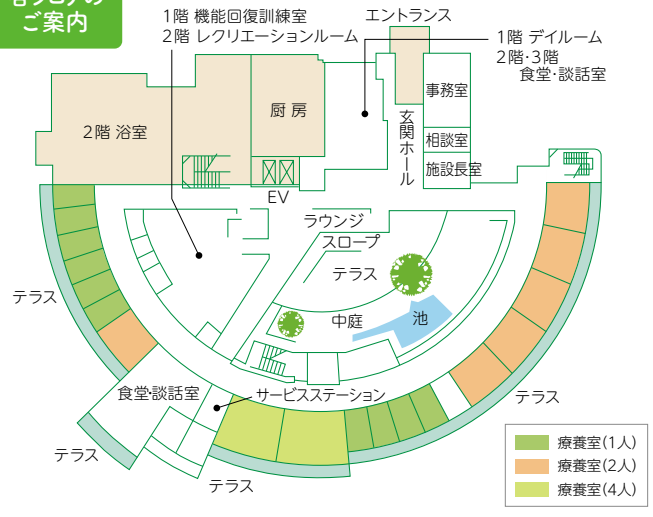 各フロアの
ご案内
1階 機能回復訓練室
2階 レクリエーションルーム
エントランス
1階 デイルーム
2階・3階
食堂・談話室
事務室
厨 房
2階 浴室
玄関ホール
相談室
施設長室
EV
ラウンジ
スロープ
テラス
テラス
中庭
池
食堂・談話室
サービスステーション
テラス
テラス
テラス
療養室(1人)
療養室(2人)
療養室(4人)